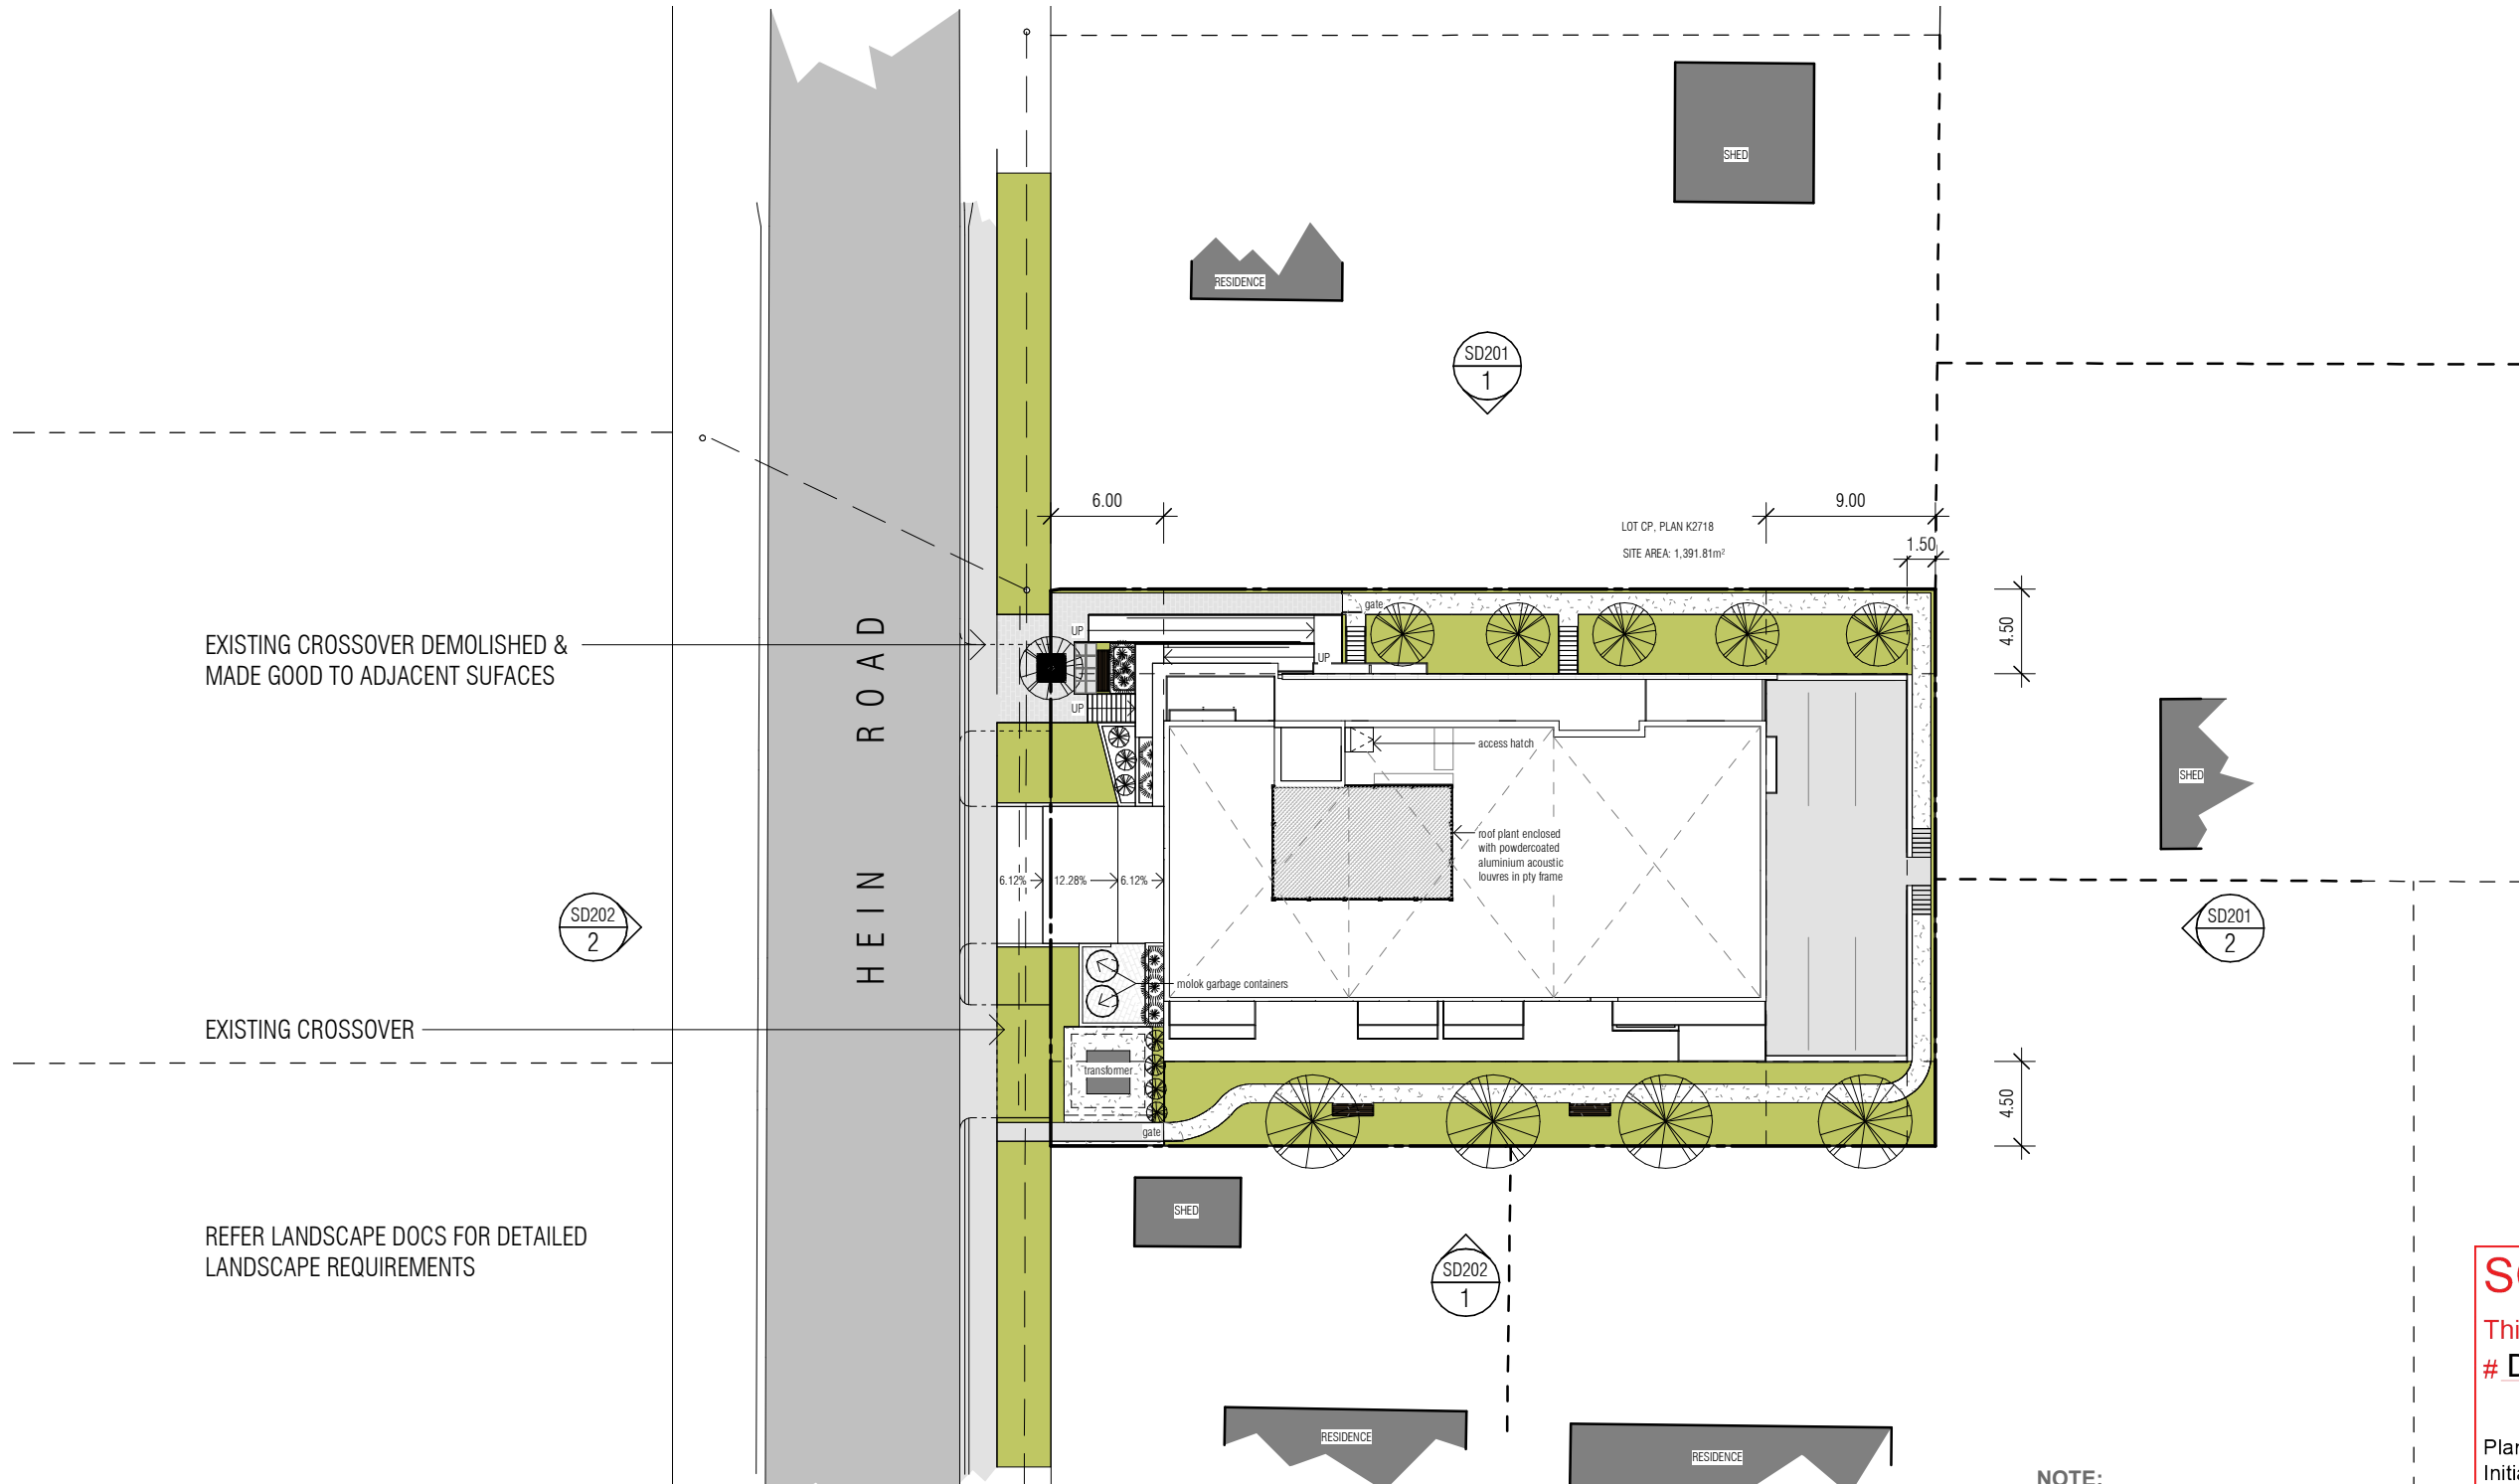 SHED
RESIDENCE
SD201
1
6.00
9.00
LOT CP, PLAN K2718
SITE AREA: 1,391.81m²
1.50
4.50
EXISTING CROSSOVER DEMOLISHED &
MADE GOOD TO ADJACENT SUFACES
HEIN ROAD
gate
UP
UP
UP
access hatch
roof plant enclosed
with powdercoated
aluminium acoustic
louvres in pty frame
SHED
6.12%
12.28%
6.12%
SD202
2
SD201
2
molok garbage containers
EXISTING CROSSOVER
transformer
gate
4.50
SHED
REFER LANDSCAPE DOCS FOR DETAILED
LANDSCAPE REQUIREMENTS
SD202
1
RESIDENCE
RESIDENCE
NOTE: